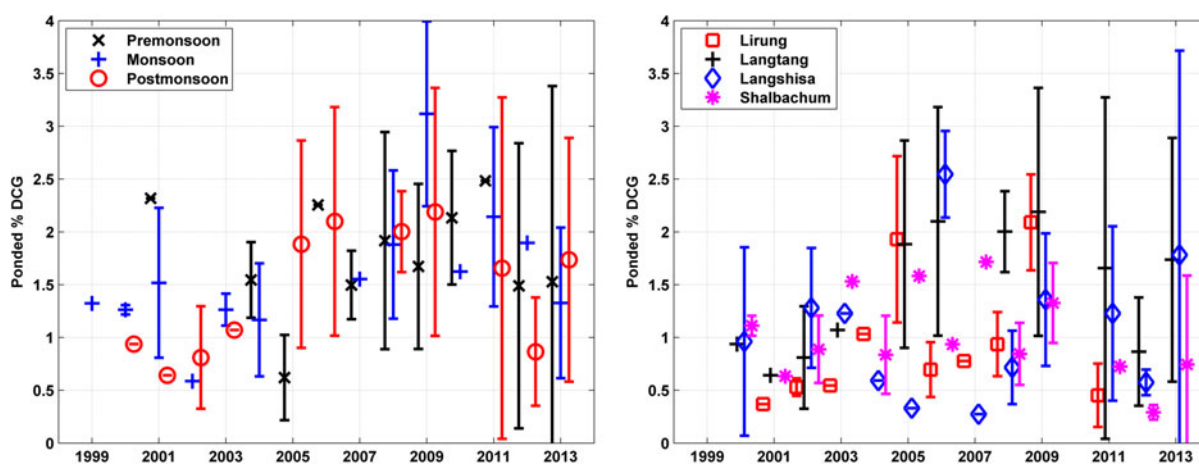 4
3.5
3
2.5
2
1.5
1
0.5
0
Ponded % DCG
Premonsoon
Monsoon
Postmonsoon
1999 2001 2003 2005 2007 2009 2011 2013
4
3.5
3
2.5
2
1.5
1
0.5
0
Ponded % DCG
Lirung
Langtang
Langshisa
Shalbachum
1999 2001 2003 2005 2007 2009 2011 2013